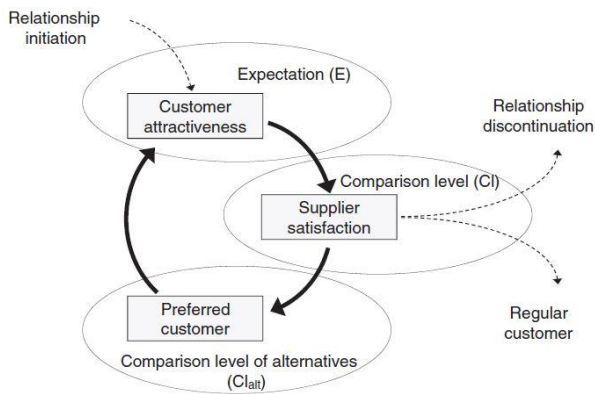 Relationship
initiation
Expectation (E)
Customer
attractiveness
Relationship
discontinuation
Comparison level (Cl)
Supplier
satisfaction
Preferred
customer
Regular
customer
Comparison level of alternatives
(Clalt)